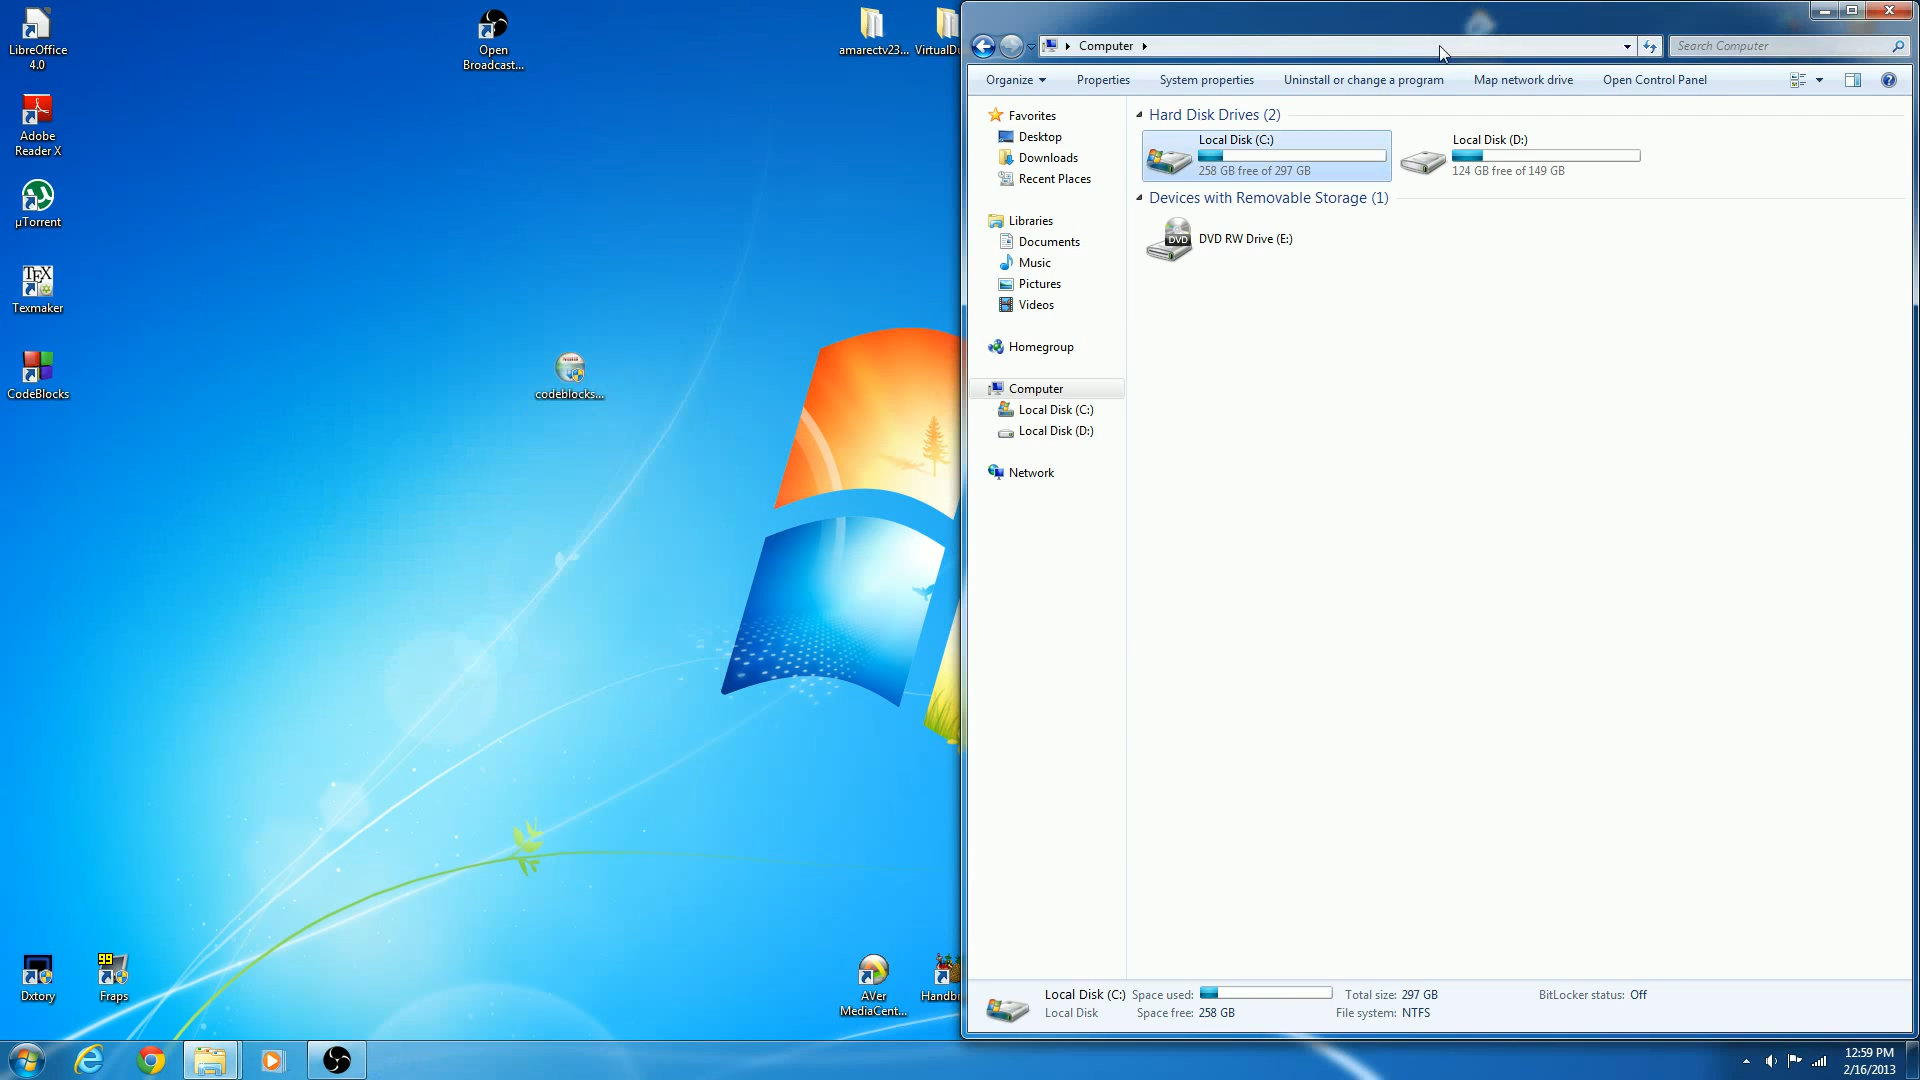 LibreOffice
4.0
Adobe
Reader X
µTorrent
TEX
Texmaker
CodeBlocks
Open
Broadcast...
codeblocks...
amarectv23...
VirtualDu
Dxtory
99
Fraps
AVer
MediaCent...
Handbr
Computer
Search Computer
Organize
Properties
System properties
Uninstall or change a program
Map network drive
Open Control Panel
Favorites
Desktop
Downloads
Recent Places
Libraries
Documents
Music
Pictures
Videos
Homegroup
Computer
Local Disk (C:)
Local Disk (D:)
Network
Hard Disk Drives (2)
Local Disk (C:)
258 GB free of 297 GB
Local Disk (D:)
124 GB free of 149 GB
Devices with Removable Storage (1)
DVD
DVD RW Drive (E:)
Local Disk (C:) Space used: Total size: 297 GB BitLocker status: Off
Local Disk Space free: 258 GB File system: NTFS
12:59 PM
2/16/2013